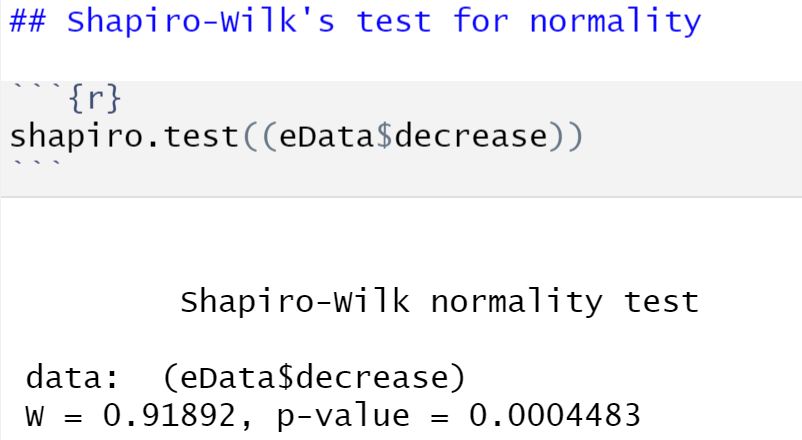 ## Shapiro-Wilk's test for normality
```{r}
shapiro.test((eData$decrease))
```
Shapiro-Wilk normality test
data:  (eData$decrease)
W = 0.91892, p-value = 0.0004483